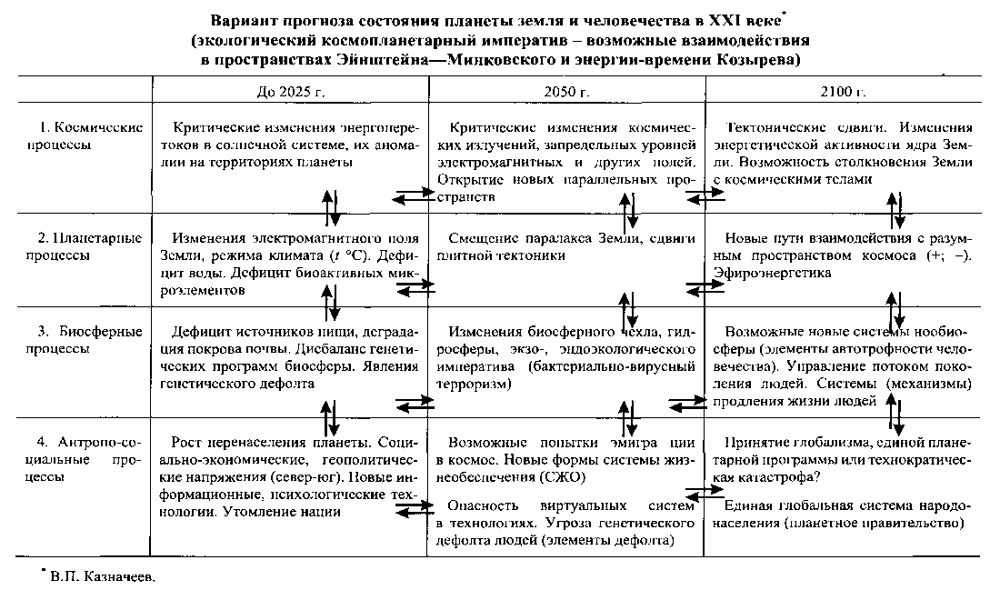 Вариант прогноза состояния планеты земля и человечества в XXI веке*
(экологический космопланетарный императив – возможные взаимодействия
в пространствах Эйнштейна—Минковского и энергии-времени Козырева)
До 2025 г.
2050 г.
2100 г.
1. Космические
процессы
Критические изменения энергопере-
токов в солнечной системе, их анома-
лии на территориях планеты
Критические изменения космичес-
ких излучений, запредельных уровней
электромагнитных и других полей.
Открытие новых параллельных про-
странств
Тектонические сдвиги. Изменения
энергетической активности ядра Зем-
ли. Возможность столкновения Земли
с космическими телами
2. Планетарные
процессы
Изменения электромагнитного поля
Земли, режима климата (t °С). Дефи-
цит воды. Дефицит биоактивных мик-
роэлементов
Смещение паралакса Земли, сдвиги
плитной тектоники
Новые пути взаимодействия с разум-
ным пространством космоса (+; –).
Эфироэнергетика
3. Биосферные
процессы
Дефицит источников пищи, деграда-
ция покрова почвы. Дисбаланс генети-
ческих программ биосферы. Явления
генетического дефолта
Изменения биосферного чехла, гид-
росферы, экзо-, эндоэкологического
императива (бактериально-вирусный
терроризм)
Возможные новые системы нообио-
сферы (элементы автотрофности чело-
вечества). Управление потоком поко-
ления людей. Системы (механизмы)
продления жизни людей
4. Антропо-со-
циальные про-
цессы
Рост перенаселения планеты. Соци-
ально-экономические, геополитичес-
кие напряжения (север-юг). Новые ин-
формационные, психологические тех-
нологии. Утомление нации
Возможные попытки эмигра ции
в космос. Новые формы системы жиз-
необеспечения (СЖО)
Опасность виртуальных систем
в технологиях. Угроза генетического
дефолта людей (элементы дефолта)
Принятие глобализма, единой плане-
тарной программы или технократичес-
кая катастрофа?
Единая глобальная система народо-
населения (планетное правительство)
* В.П. Казначеев.